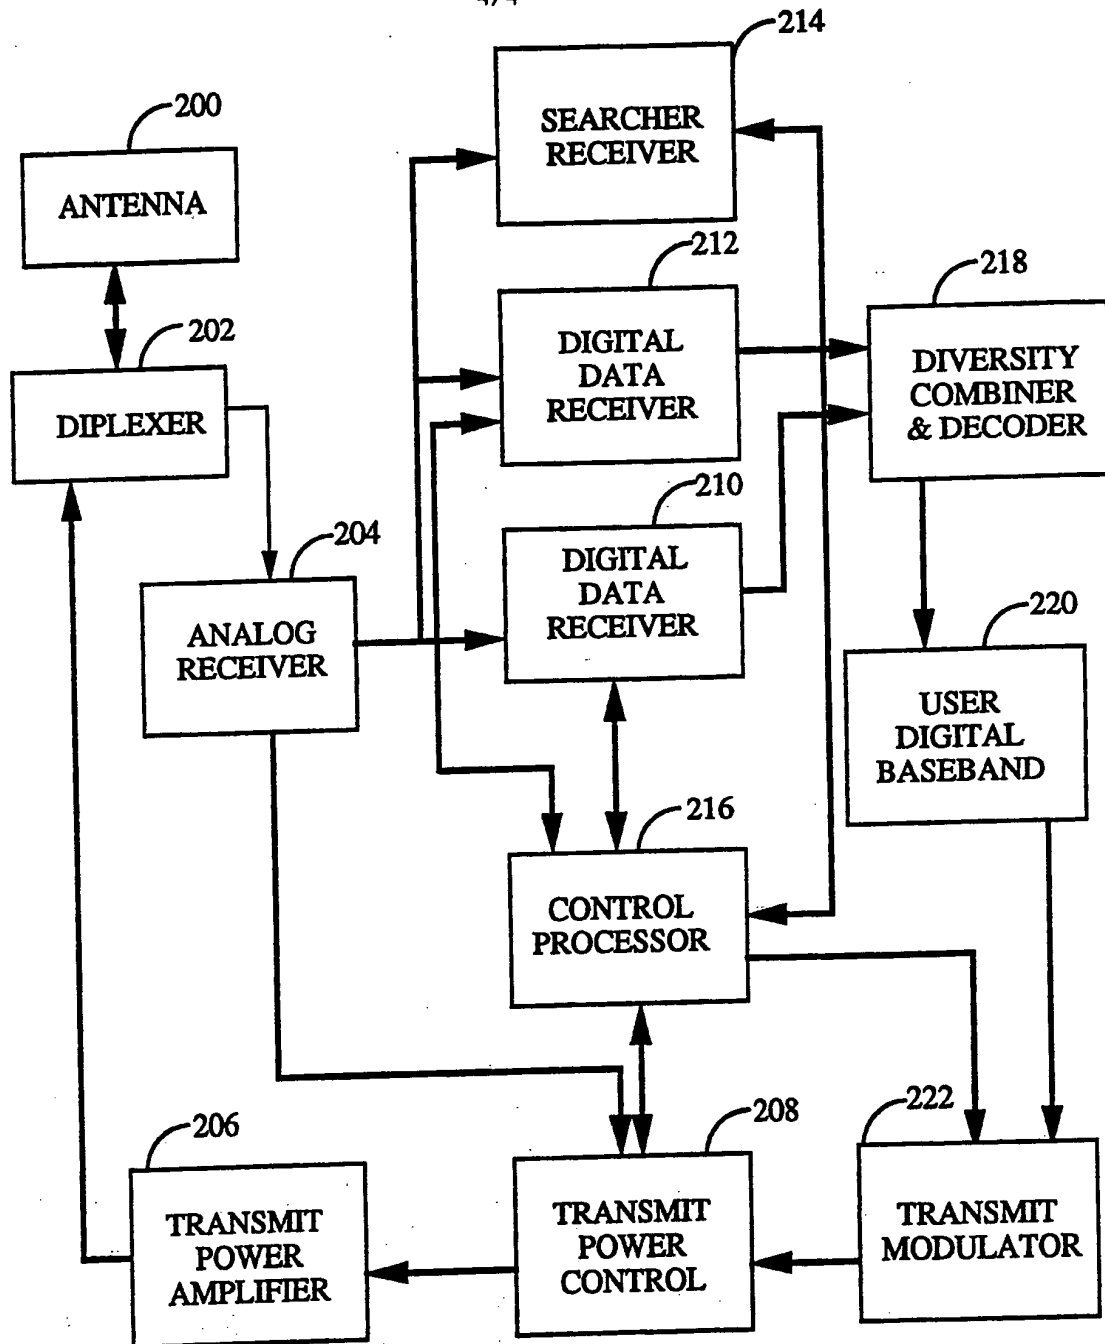 214
SEARCHER
RECEIVER
200
ANTENNA
212
DIGITAL
DATA
RECEIVER
218
DIVERSITY
COMBINER
& DECODER
202
DIPLEXER
210
DIGITAL
DATA
RECEIVER
204
ANALOG
RECEIVER
220
USER
DIGITAL
BASEBAND
216
CONTROL
PROCESSOR
206
TRANSMIT
POWER
AMPLIFIER
208
TRANSMIT
POWER
CONTROL
222
TRANSMIT
MODULATOR